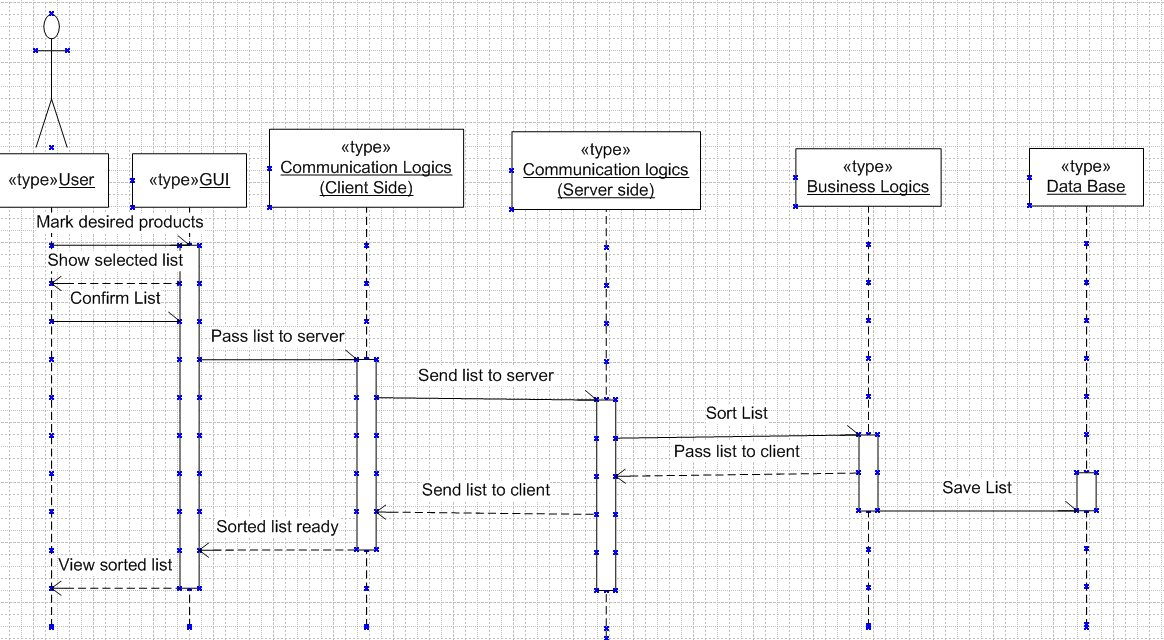 «type»
Communication Logics
(Client Side)
«type»
Communication logics
(Server side)
«type»User
«type»GUI
«type»
Business Logics
«type»
Data Base
Mark desired products
Show selected list
Confirm List
Pass list to server
Send list to server
Sort List
Pass list to client
Save List
Send list to client
Sorted list ready
View sorted list